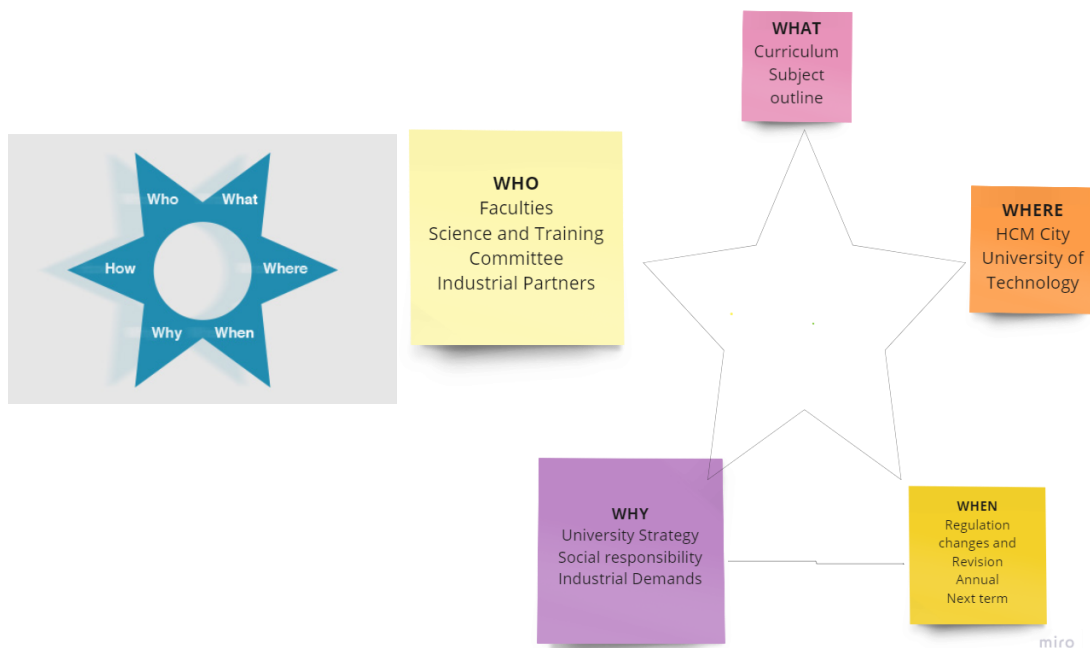 Who
What
How
Where
Why
When
WHO
Faculties
Science and Training
Committee
Industrial Partners
WHAT
Curriculum
Subject
outline
WHERE
HCM City
University of
Technology
WHY
University Strategy
Social responsibility
Industrial Demands
WHEN
Regulation
changes and
Revision
Annual
Next term
miro